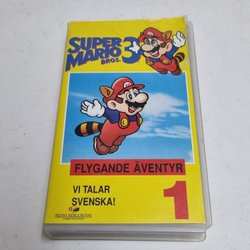 SUPER
MARIO
BROS. 3
FLYGANDE ÄVENTYR
VI TALAR
SVENSKA!
1